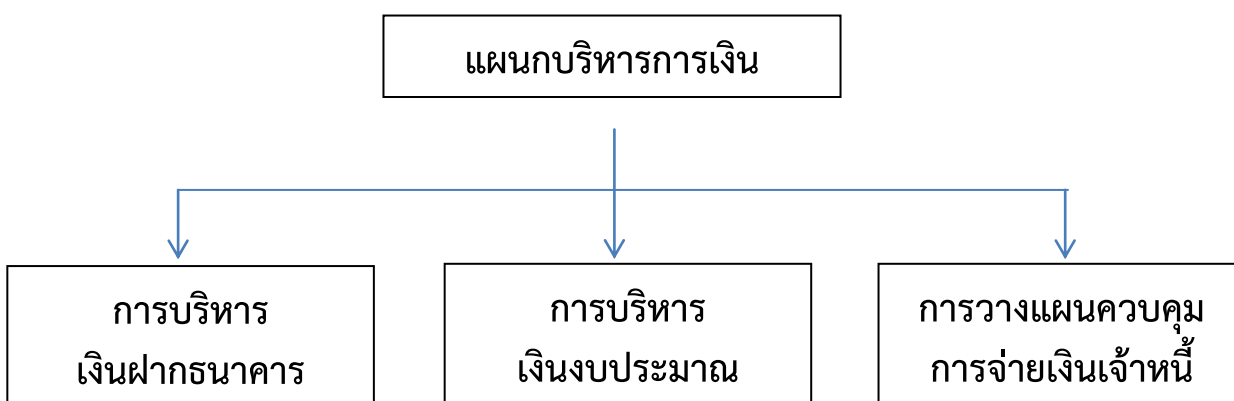 แผนกบริหารการเงิน
การบริหาร
เงินฝากธนาคาร
การบริหาร
เงินงบประมาณ
การวางแผนควบคุม
การจ่ายเงินเจ้าหนี้